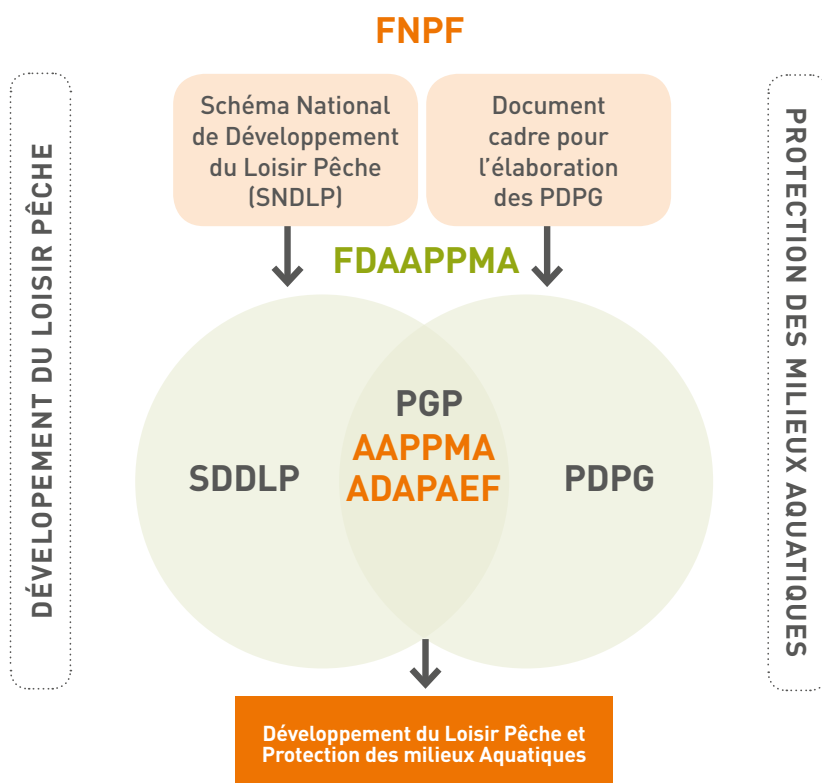 FNPF
DÉVELOPEMENT DU LOISIR PÊCHE
Schéma National
de Développement
du Loisir Pêche
(SNDLP)
Document
cadre pour
l'élaboration
des PDPG
PROTECTION DES MILIEUX AQUATIQUES
FDAAPPMA
SDDLP
PGP
AAPPMA
ADAPAEF
PDPG
Développement du Loisir Pêche et
Protection des milieux Aquatiques